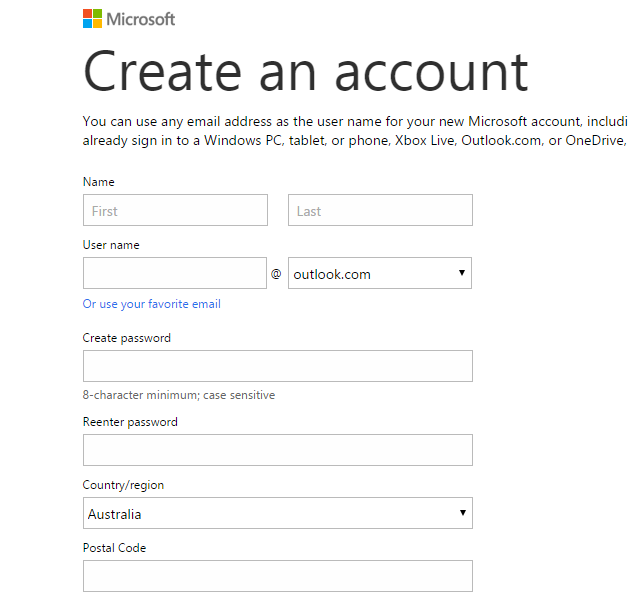 Microsoft
Create an account
You can use any email address as the user name for your new Microsoft account, includi
already sign in to a Windows PC, tablet, or phone, Xbox Live, Outlook.com, or OneDrive,
Name
First Last
User name
@ outlook.com
Or use your favorite email
Create password
8-character minimum; case sensitive
Reenter password
Country/region
Australia
Postal Code